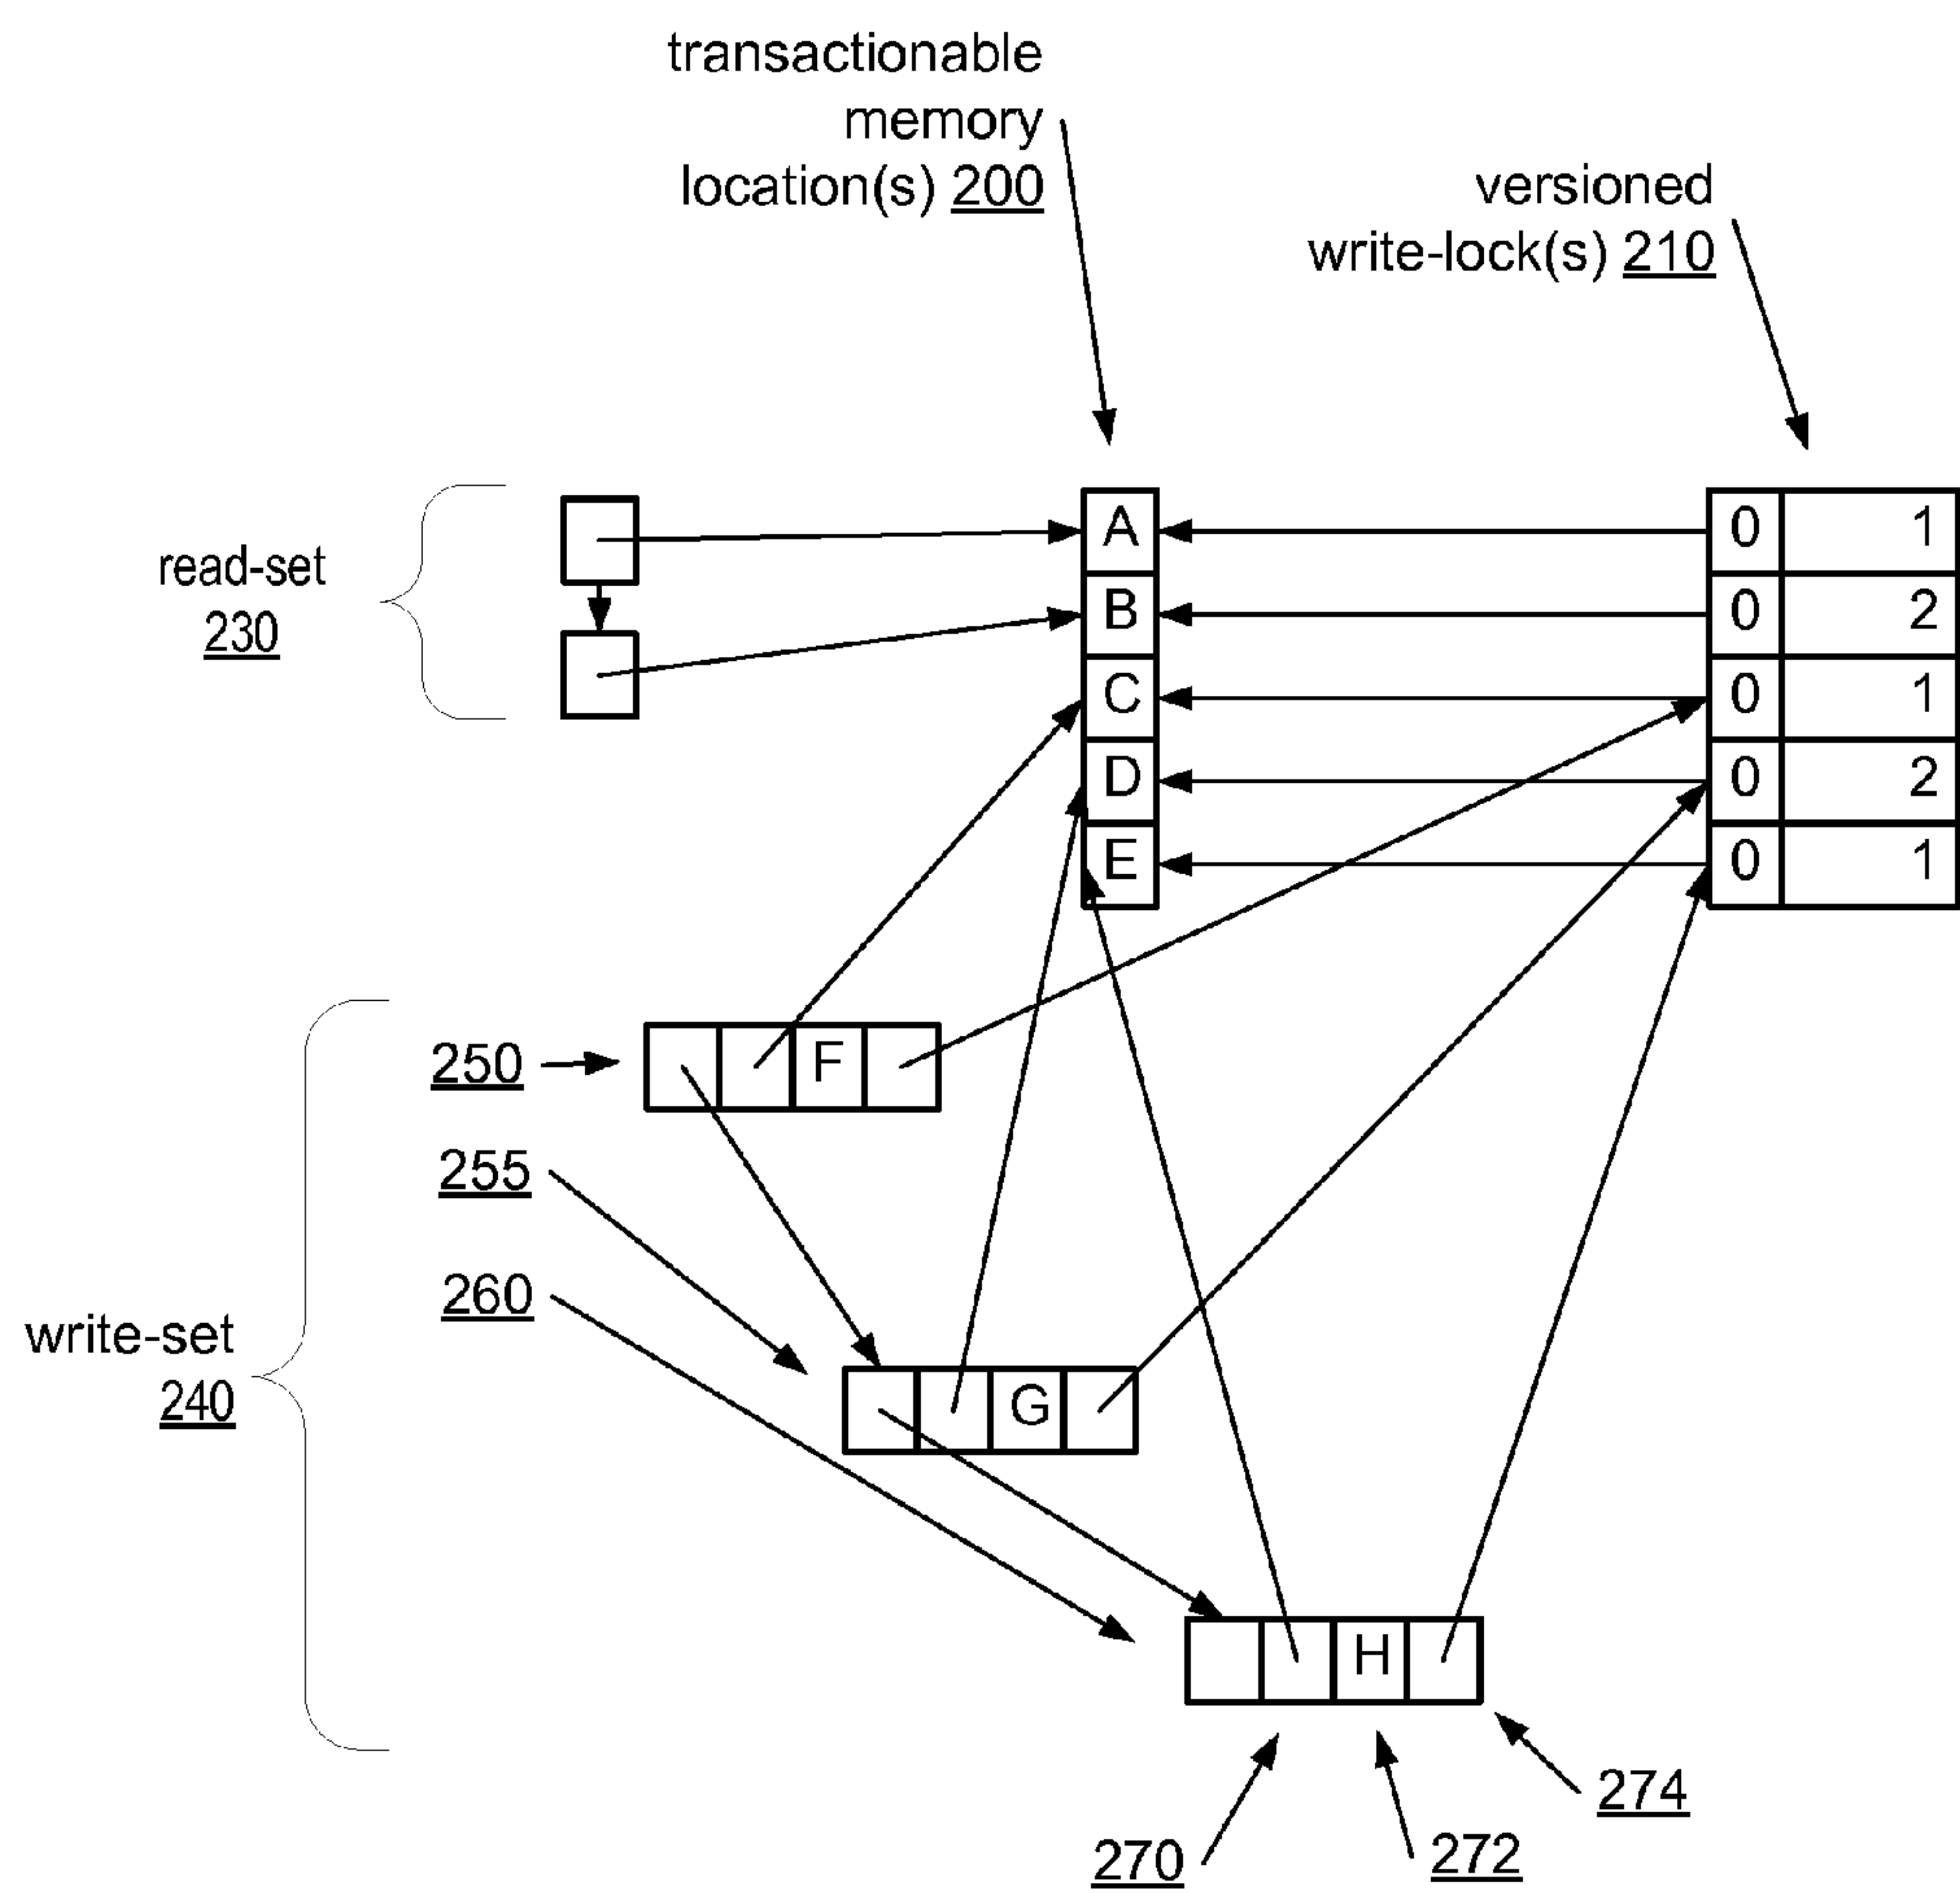 transactionable
memory
location(s) 200
versioned
write-lock(s) 210
read-set
230
A 0 1
B 0 2
C 0 1
D 0 2
E 0 1
250 F
255
260
write-set
240
G
H
274
270 272